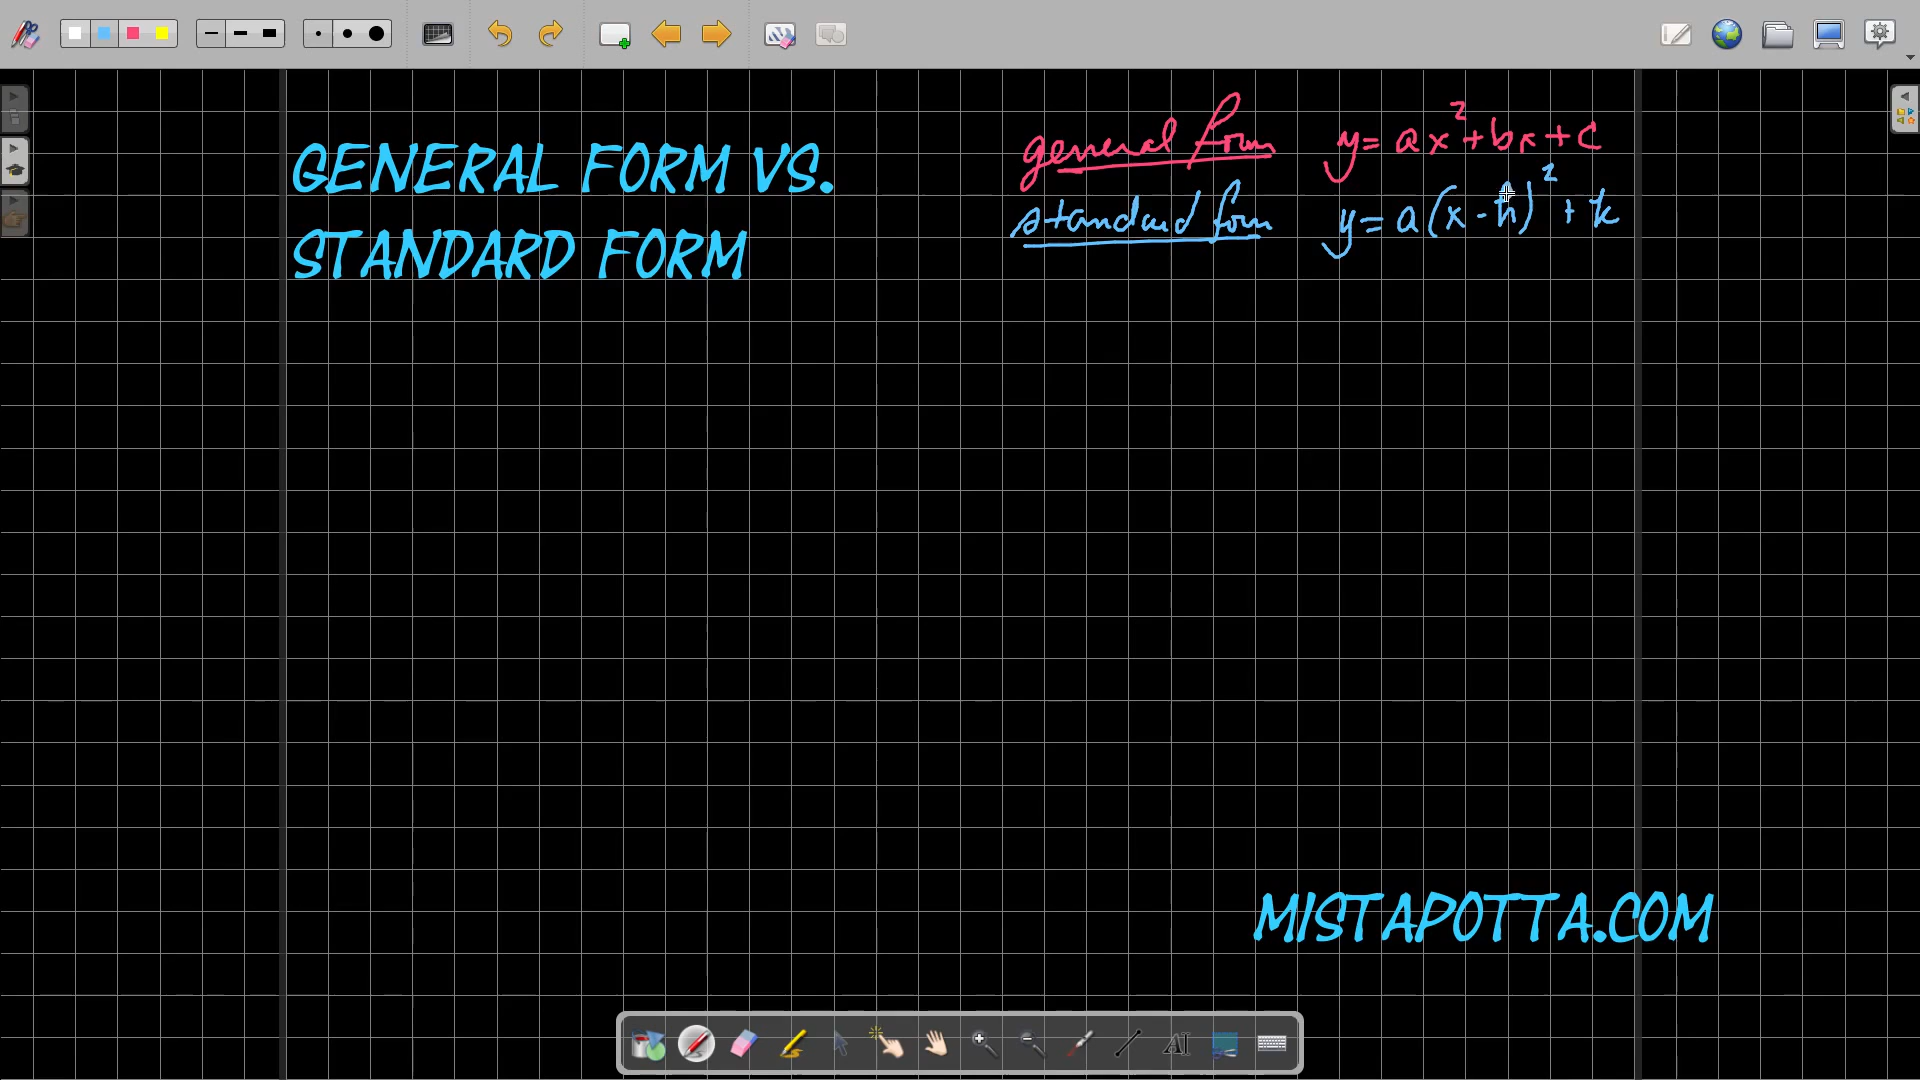 GENERAL FORM VS.
STANDARD FORM
general form y = ax² + bx + c
standard form y = a(x - h)² + k
MISTAPOTTA.COM